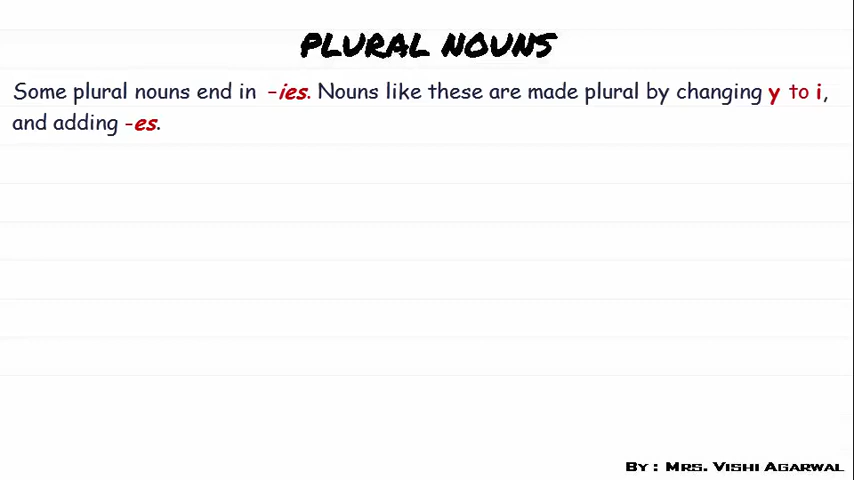 PLURAL NOUNS
Some plural nouns end in -ies. Nouns like these are made plural by changing y to i,
and adding -es.
By : Mrs. Vishi Agarwal